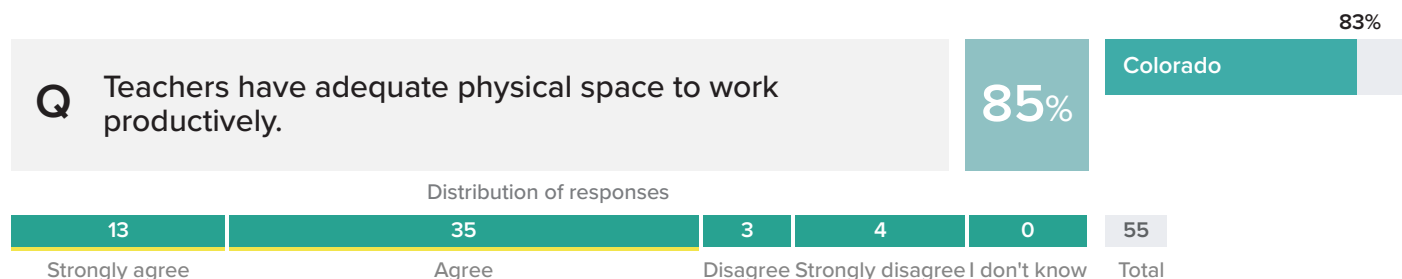 83%
Q
Teachers have adequate physical space to work
productively.
85%
Colorado
Distribution of responses
13 35 3 4 0 55
Strongly agree Agree Disagree Strongly disagree I don't know Total